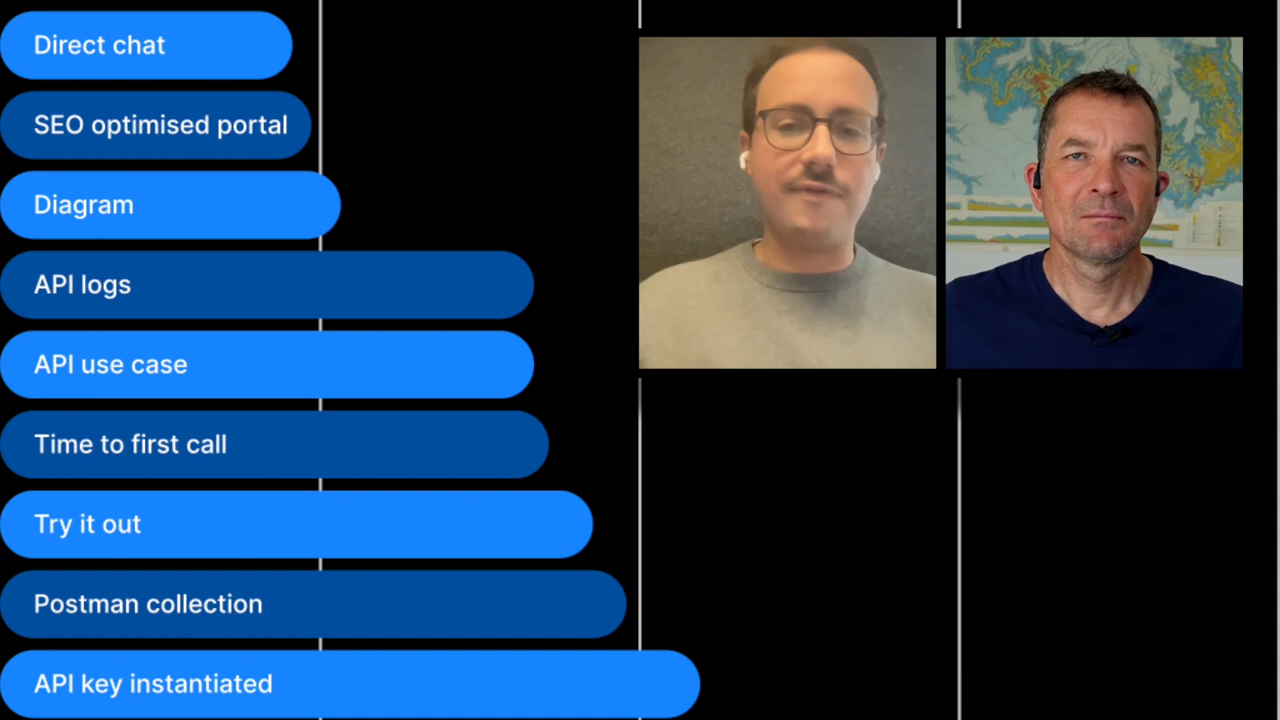 Direct chat
SEO optimised portal
Diagram
API logs
API use case
Time to first call
Try it out
Postman collection
API key instantiated